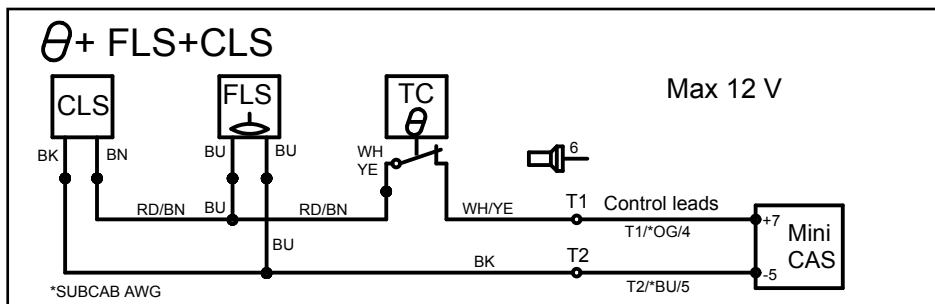 θ+ FLS+CLS
CLS
FLS
TC
θ
Max 12 V
BK
BN
BU
BU
WH
YE
6
RD/BN
BU
RD/BN
WH/YE
T1
Control leads
T1/*OG/4
+7
Mini
CAS
BU
BK
T2
T2/*BU/5
-5
*SUBCAB AWG